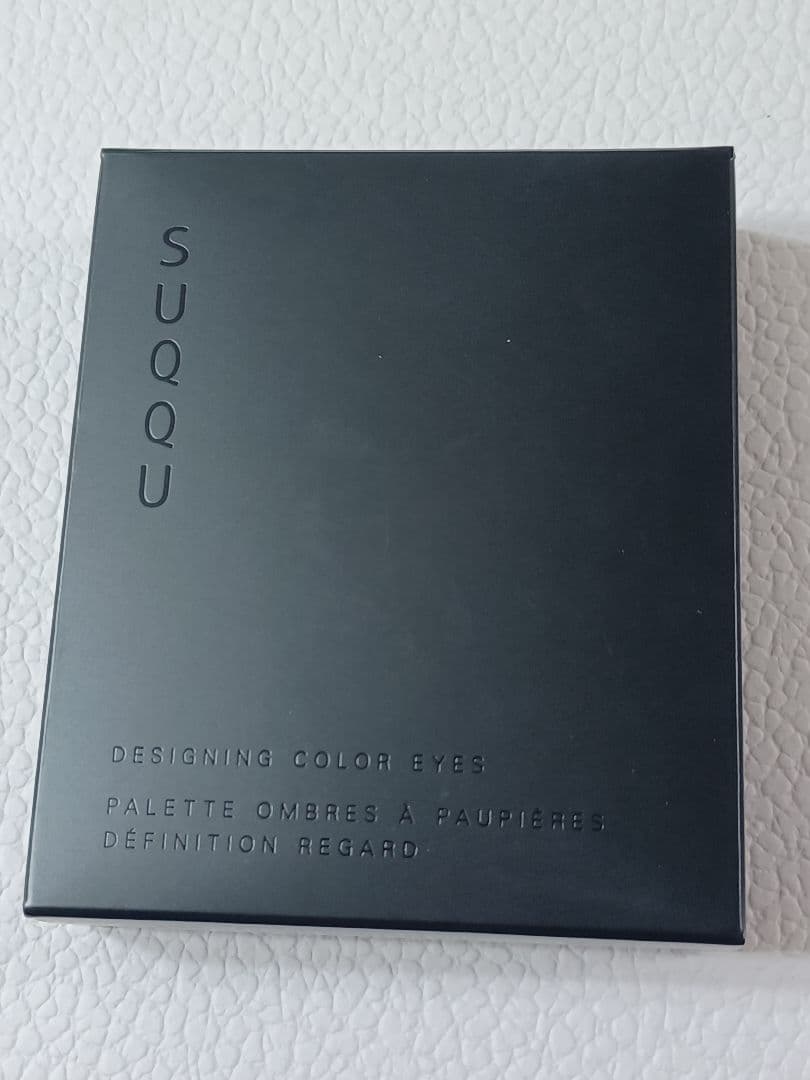 SUQQU
DESIGNING COLOR EYES
PALETTE OMBRES À PAUPIÈRES
DÉFINITION REGARD